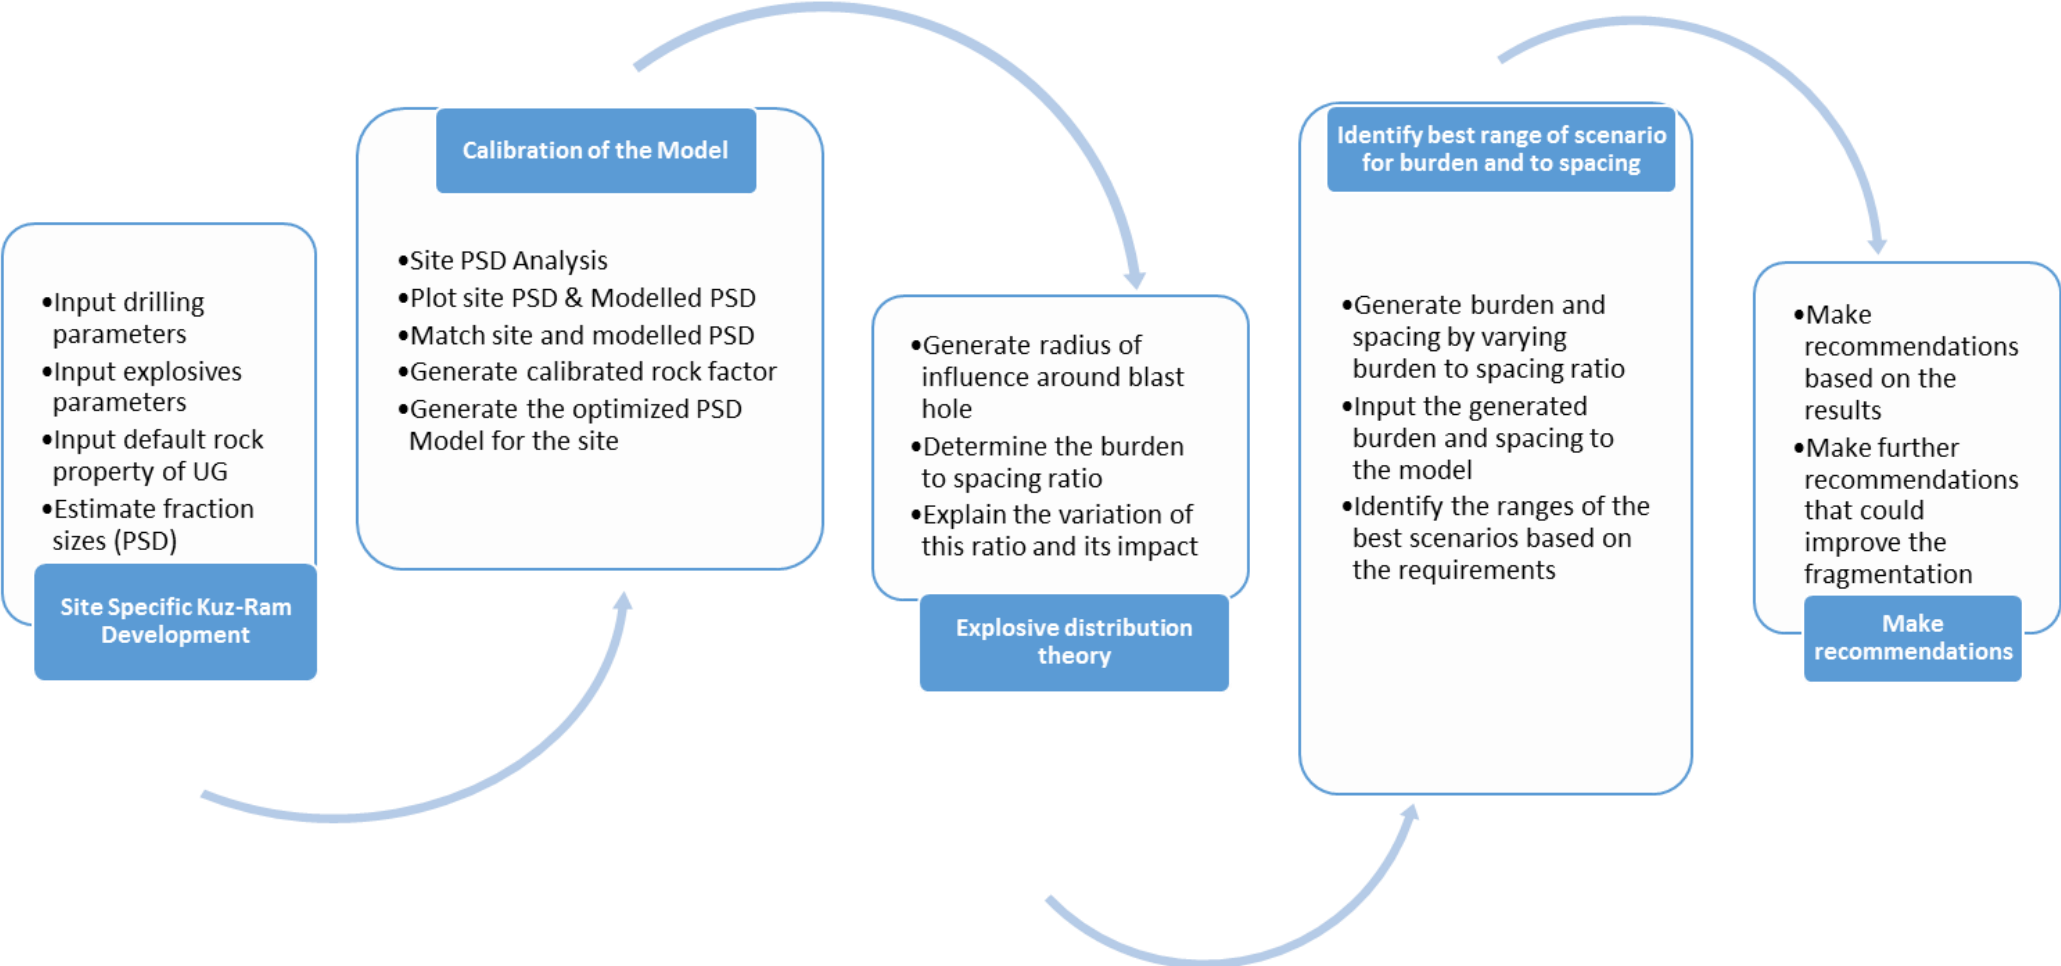 •Input drilling
parameters
•Input explosives
parameters
•Input default rock
property of UG
•Estimate fraction
sizes (PSD)
Site Specific Kuz-Ram
Development
Calibration of the Model
•Site PSD Analysis
•Plot site PSD & Modelled PSD
•Match site and modelled PSD
•Generate calibrated rock factor
•Generate the optimized PSD
Model for the site
•Generate radius of
influence around blast
hole
•Determine the burden
to spacing ratio
•Explain the variation of
this ratio and its impact
Explosive distribution
theory
Identify best range of scenario
for burden and to spacing
•Generate burden and
spacing by varying
burden to spacing ratio
•Input the generated
burden and spacing to
the model
•Identify the ranges of the
best scenarios based on
the requirements
•Make
recommendations
based on the
results
•Make further
recommendations
that could
improve the
fragmentation
Make
recommendations